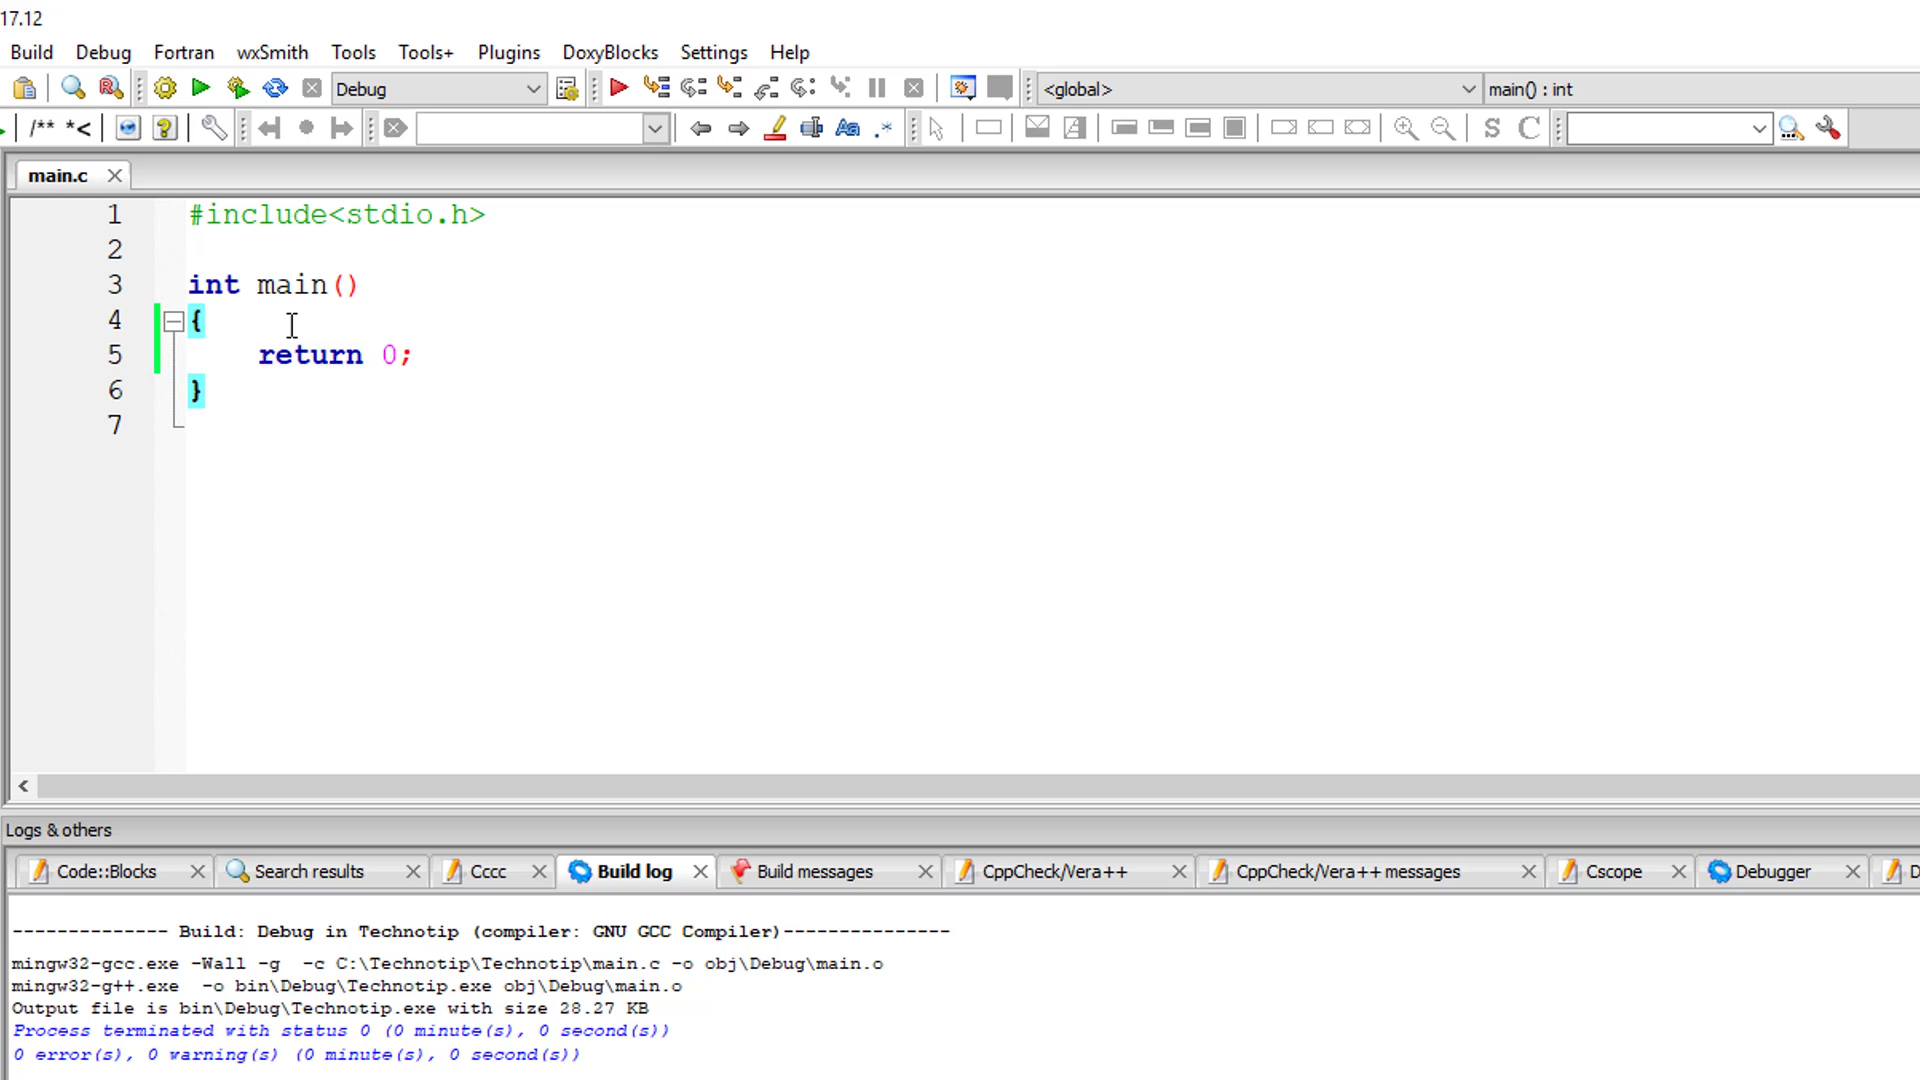 17.12
Build Debug Fortran wxSmith Tools Tools+ Plugins DoxyBlocks Settings Help
Debug <global> main() : int
/** *< Aa .* S C
main.c
1 #include<stdio.h>
2
3 int main()
4 {
5 return 0;
6 }
7
Logs & others
Code::Blocks Search results Cccc Build log Build messages CppCheck/Vera++ CppCheck/Vera++ messages Cscope Debugger D
-------------- Build: Debug in Technotip (compiler: GNU GCC Compiler)---------------
mingw32-gcc.exe -Wall -g  -c C:\Technotip\Technotip\main.c -o obj\Debug\main.o
mingw32-g++.exe  -o bin\Debug\Technotip.exe obj\Debug\main.o
Output file is bin\Debug\Technotip.exe with size 28.27 KB
Process terminated with status 0 (0 minute(s), 0 second(s))
0 error(s), 0 warning(s) (0 minute(s), 0 second(s))